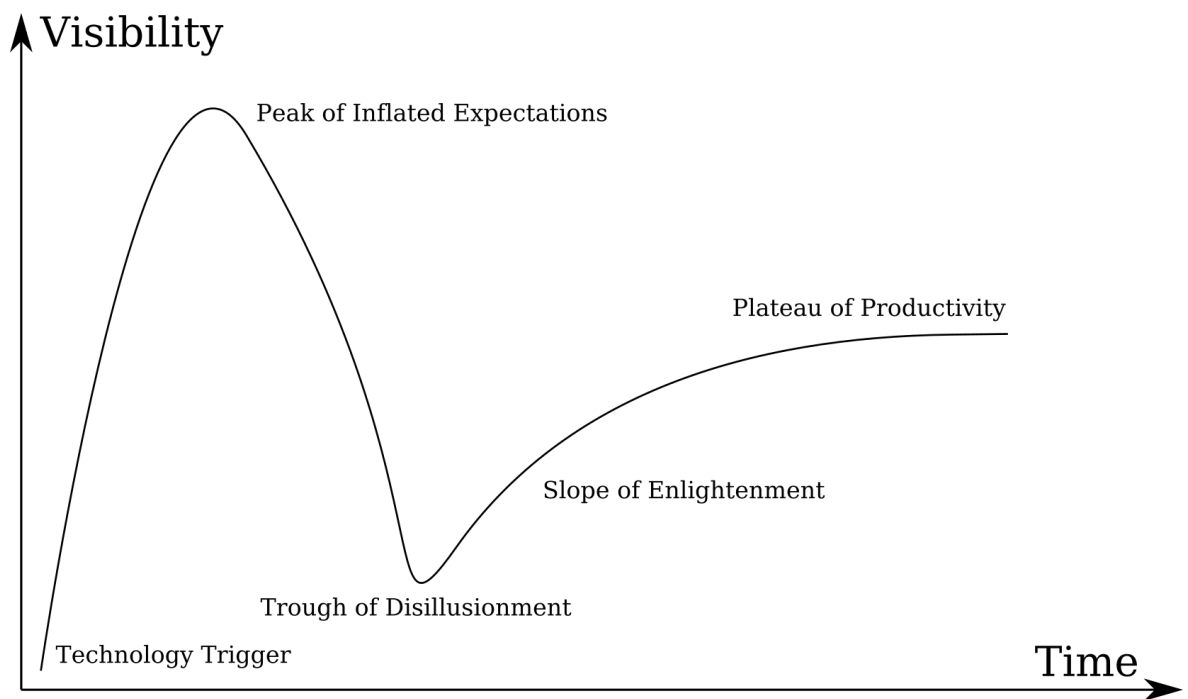 Visibility
Peak of Inflated Expectations
Plateau of Productivity
Slope of Enlightenment
Trough of Disillusionment
Technology Trigger
Time